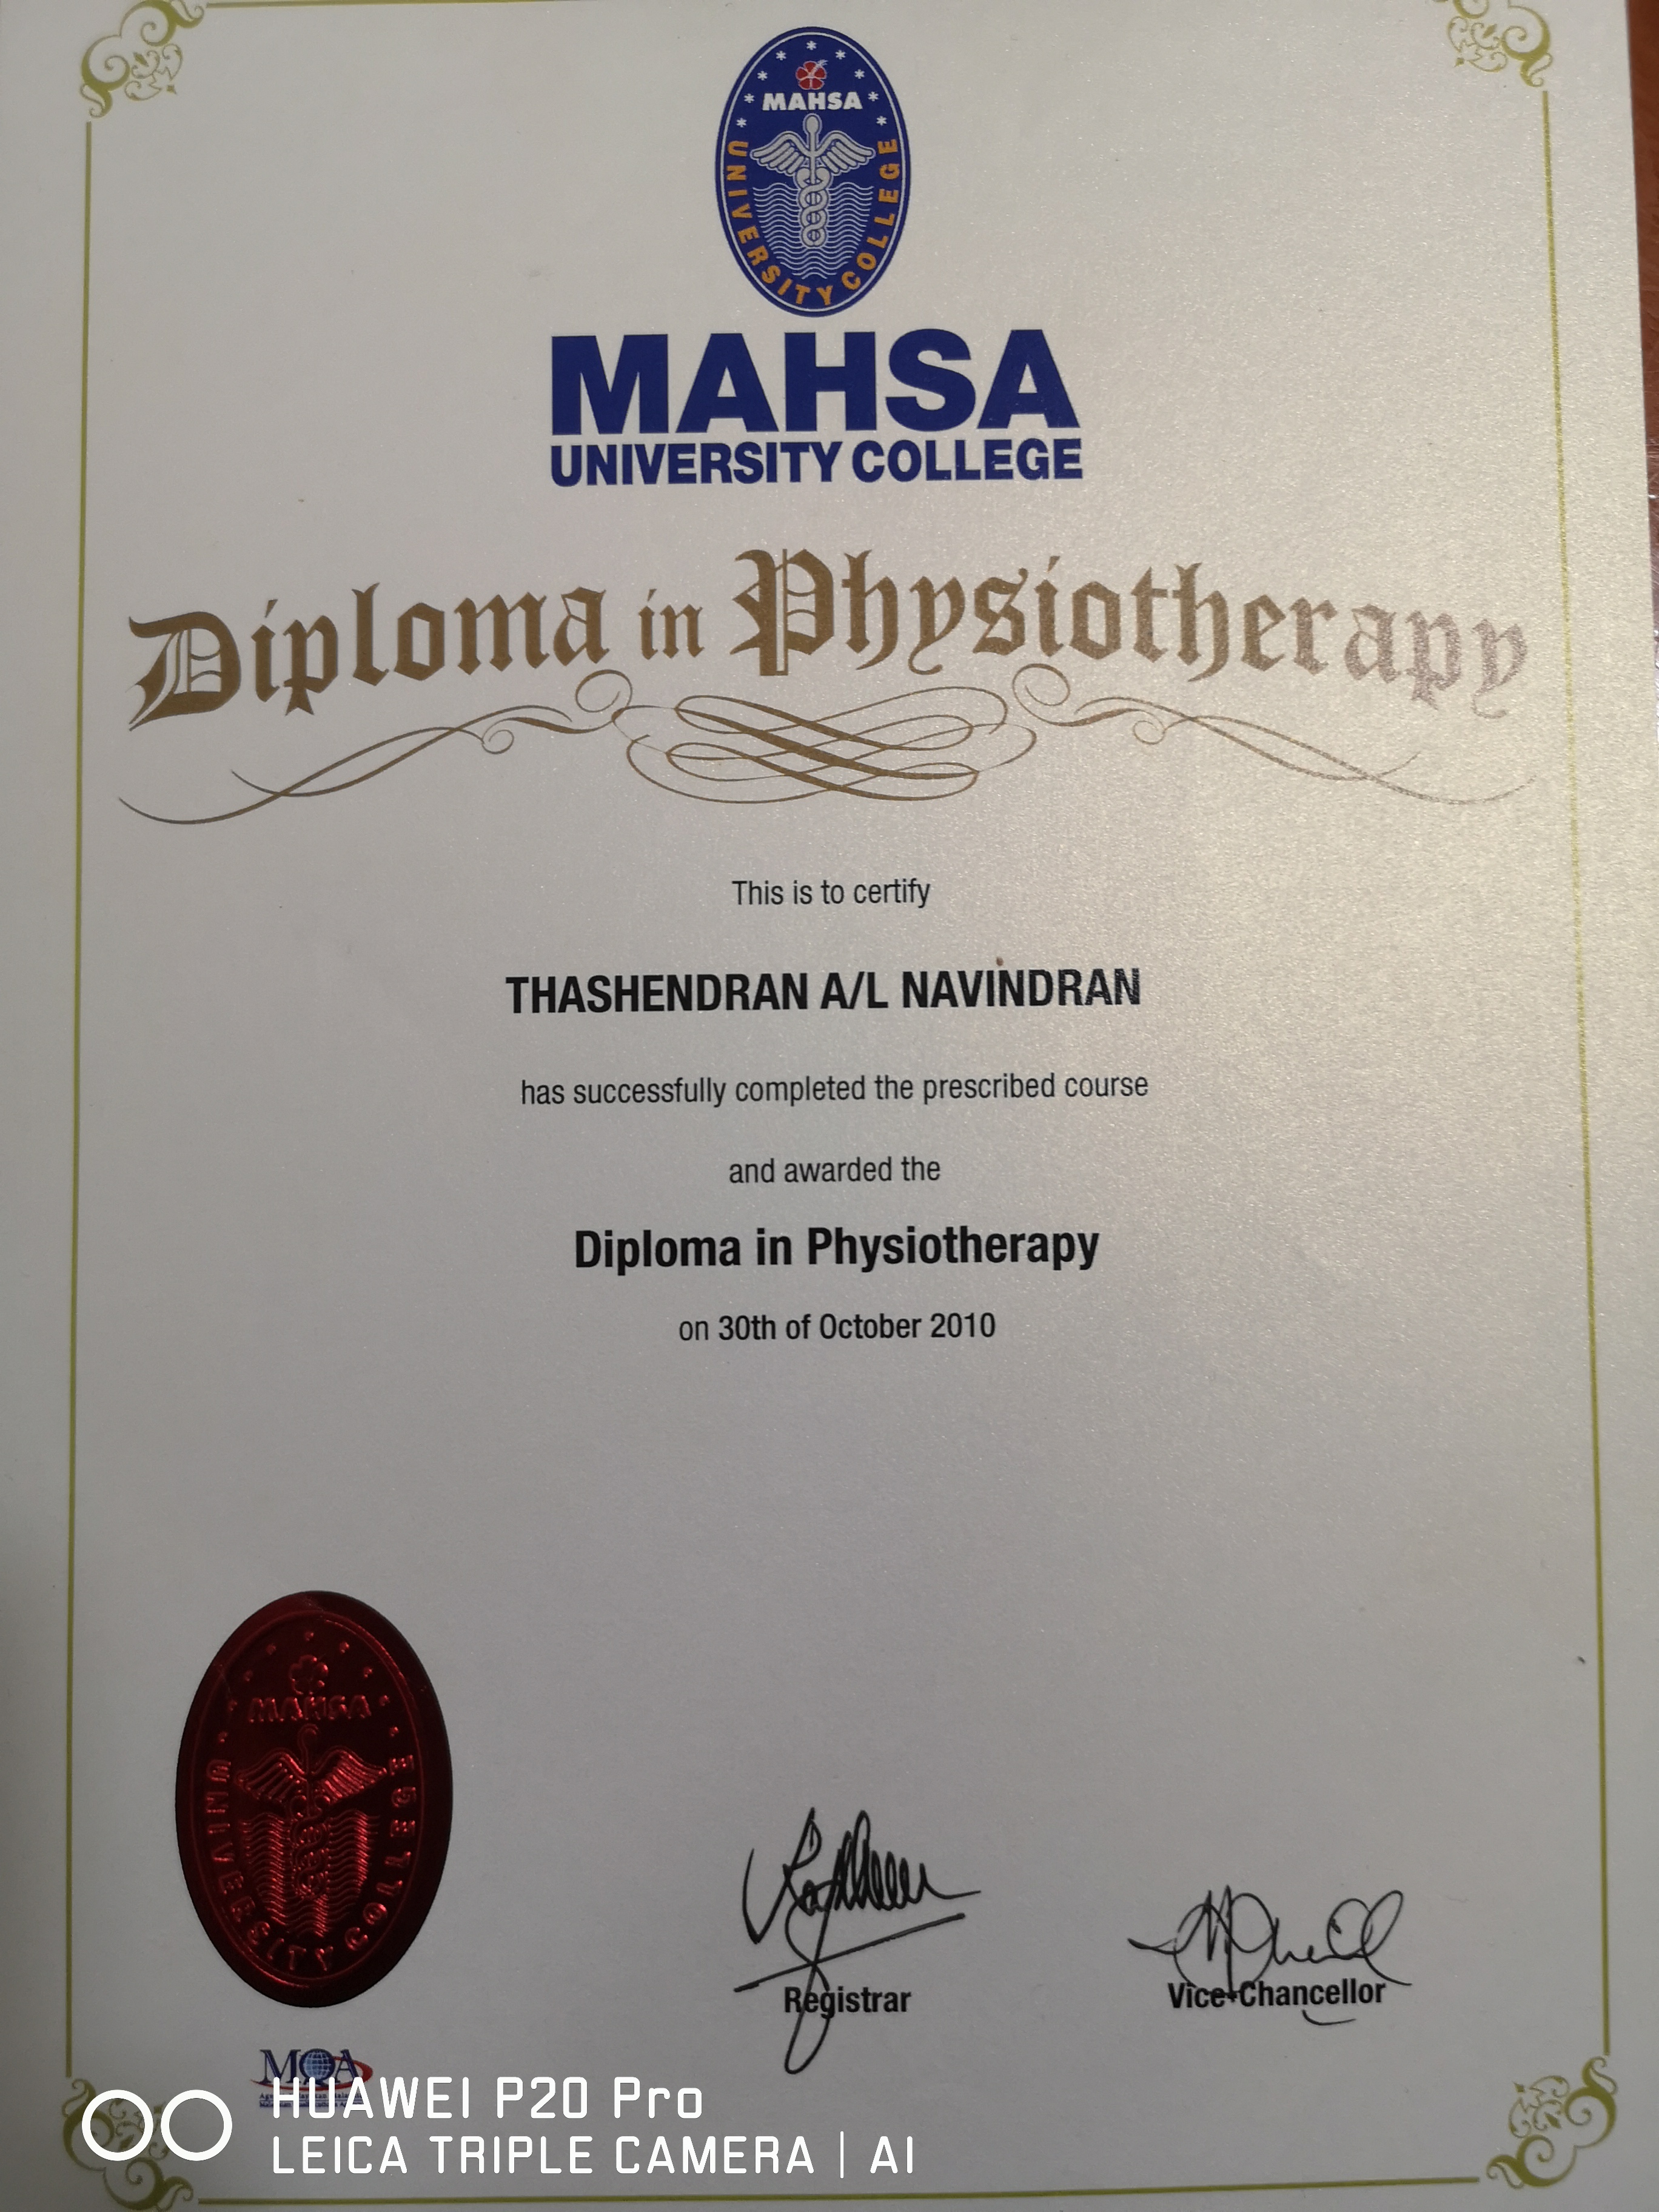 MAHSA
UNIVERSITY COLLEGE
MAHSA
UNIVERSITY COLLEGE
Diploma in Physiotherapy
This is to certify
THASHENDRAN A/L NAVINDRAN
has successfully completed the prescribed course
and awarded the
Diploma in Physiotherapy
on 30th of October 2010
MAHSA
UNIVERSITY COLLEGE
Registrar
Vice-Chancellor
MQA
HUAWEI P20 Pro
LEICA TRIPLE CAMERA | AI